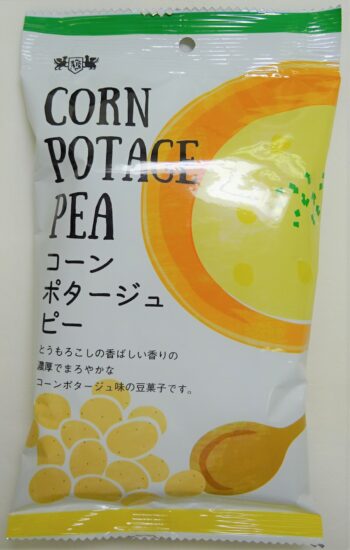 CORN
POTAGE
PEA
コーン
ポタージュ
ピー
とうもろこしの香ばしい香りの
濃厚でまろやかな
コーンポタージュ味の豆菓子です。